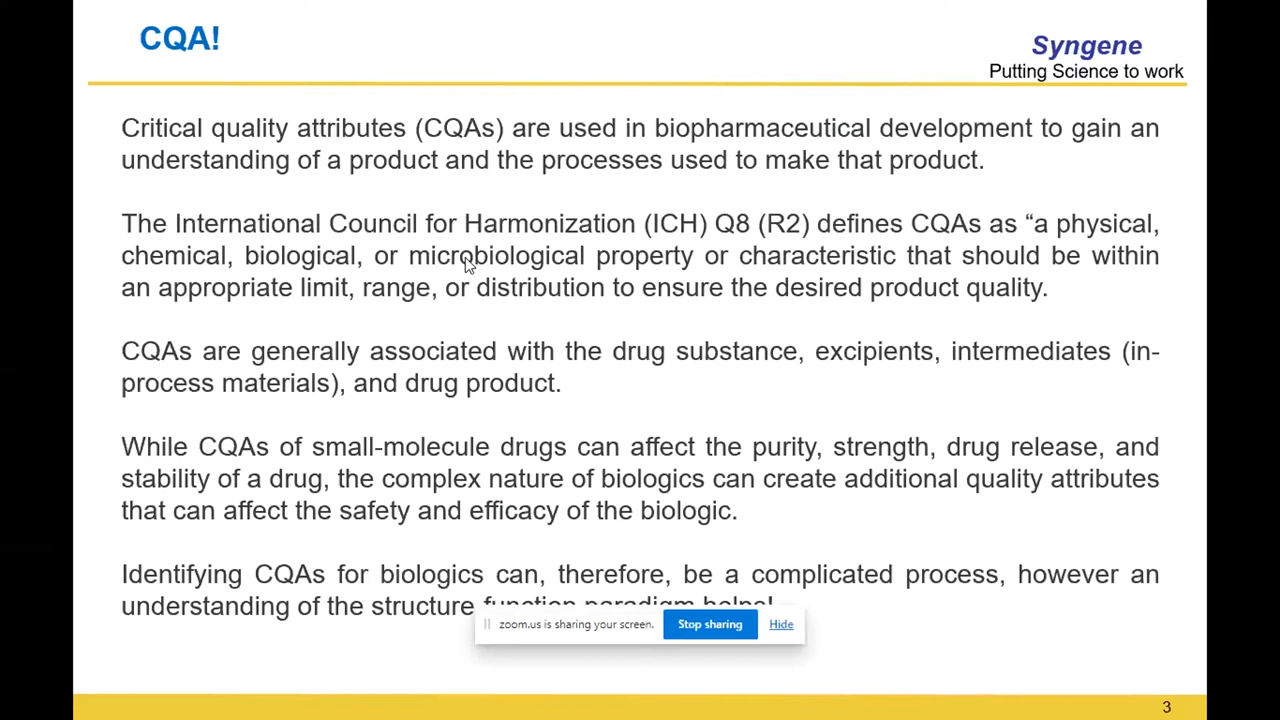 CQA!
Syngene
Putting Science to work
Critical quality attributes (CQAs) are used in biopharmaceutical development to gain an
understanding of a product and the processes used to make that product.
The International Council for Harmonization (ICH) Q8 (R2) defines CQAs as “a physical,
chemical, biological, or microbiological property or characteristic that should be within
an appropriate limit, range, or distribution to ensure the desired product quality.
CQAs are generally associated with the drug substance, excipients, intermediates (in-
process materials), and drug product.
While CQAs of small-molecule drugs can affect the purity, strength, drug release, and
stability of a drug, the complex nature of biologics can create additional quality attributes
that can affect the safety and efficacy of the biologic.
Identifying CQAs for biologics can, therefore, be a complicated process, however an
understanding of the structure function paradigm helps!
zoom.us is sharing your screen. Stop sharing Hide
3